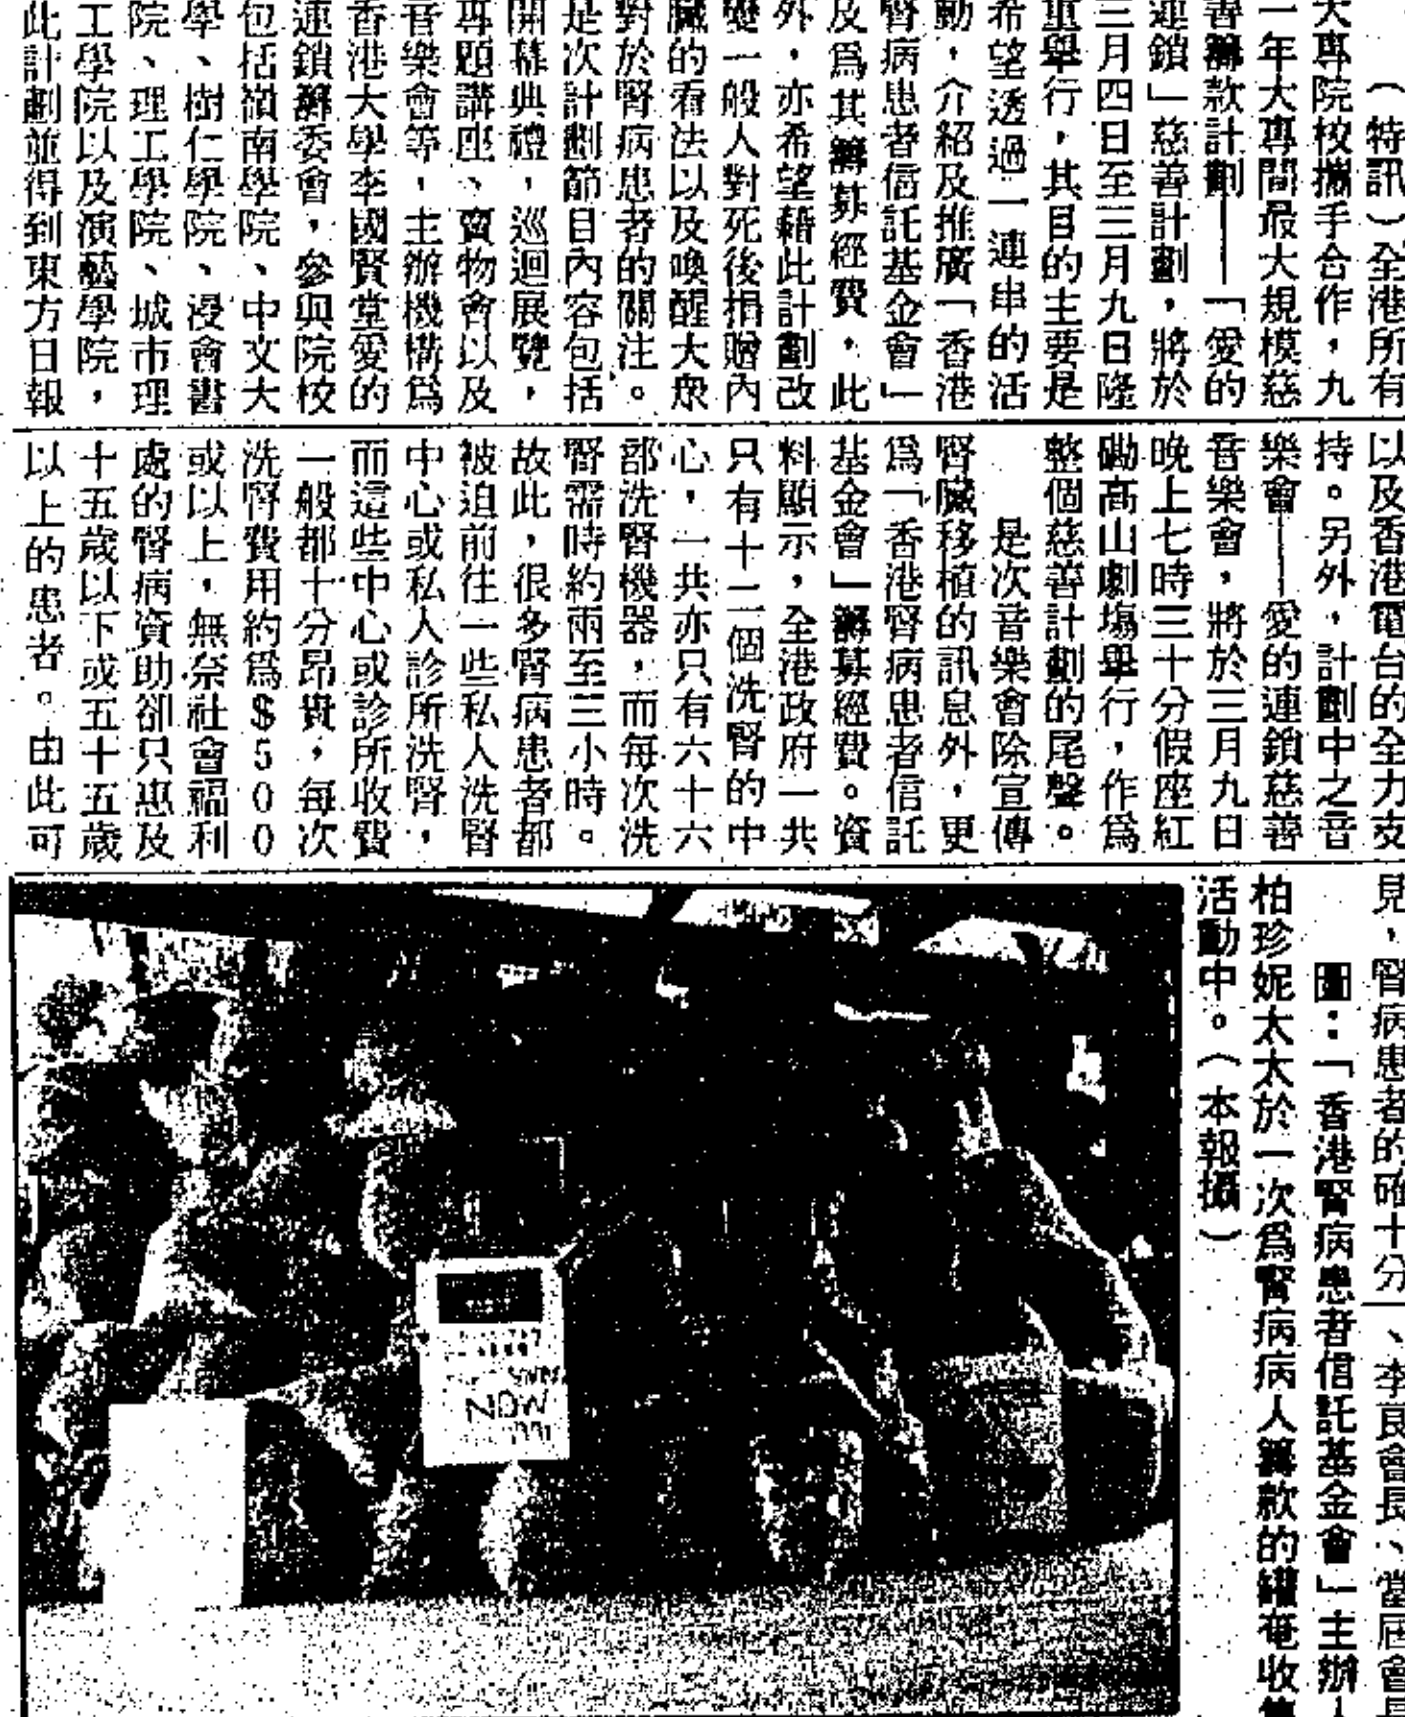 （特訊）全港所有
大專院校攜手合作，九
一年大專間最大規模慈
善籌款計劃——「愛的
連鎖」慈善計劃，將於
三月四日至三月九日隆
重舉行，其目的主要是
希望透過一連串的活
動，介紹及推廣「香港
腎病患者信託基金會」
及爲其籌募經費，此
外，亦希望藉此計劃改
變一般人對死後捐贈內
臟的看法以及喚醒大衆
對於腎病患者的關注。
是次計劃節目內容包括
開幕典禮，巡迴展覽，
專題講座、賣物會以及
音樂會等，主辦機構爲
香港大學李國賢堂愛的
連鎖籌委會，參與院校
包括嶺南學院、中文大
學、樹仁學院、浸會書
院、理工學院、城市理
工學院以及演藝學院，
此計劃並得到東方日報
以及香港電台的全力支
持。另外，計劃中之音
樂會——愛的連鎖慈善
音樂會，將於三月九日
晚上七時三十分假座紅
磡高山劇場舉行，作爲
整個慈善計劃的尾聲。
是次音樂會除宣傳
腎臟移植的訊息外，更
爲「香港腎病患者信託
基金會」籌募經費。資
料顯示，全港政府一共
只有十二個洗腎的中
心，一共亦只有六十六
部洗腎機器，而每次洗
腎需時約兩至三小時。
故此，很多腎病患者都
被迫前往一些私人洗腎
中心或私人診所洗腎，
而這些中心或診所收費
一般都十分昂貴，每次
洗腎費用約爲＄500
或以上，無奈社會福利
處的腎病資助卻只惠及
十五歲以下或五十五歲
以上的患者。由此可
見，腎病患者的確十分
、李良會長、當屆會長
圖：「香港腎病患者信託基金會」主辦人
柏珍妮太太於一次爲腎病病人籌款的罐電收集
活動中。（本報攝）
NOW